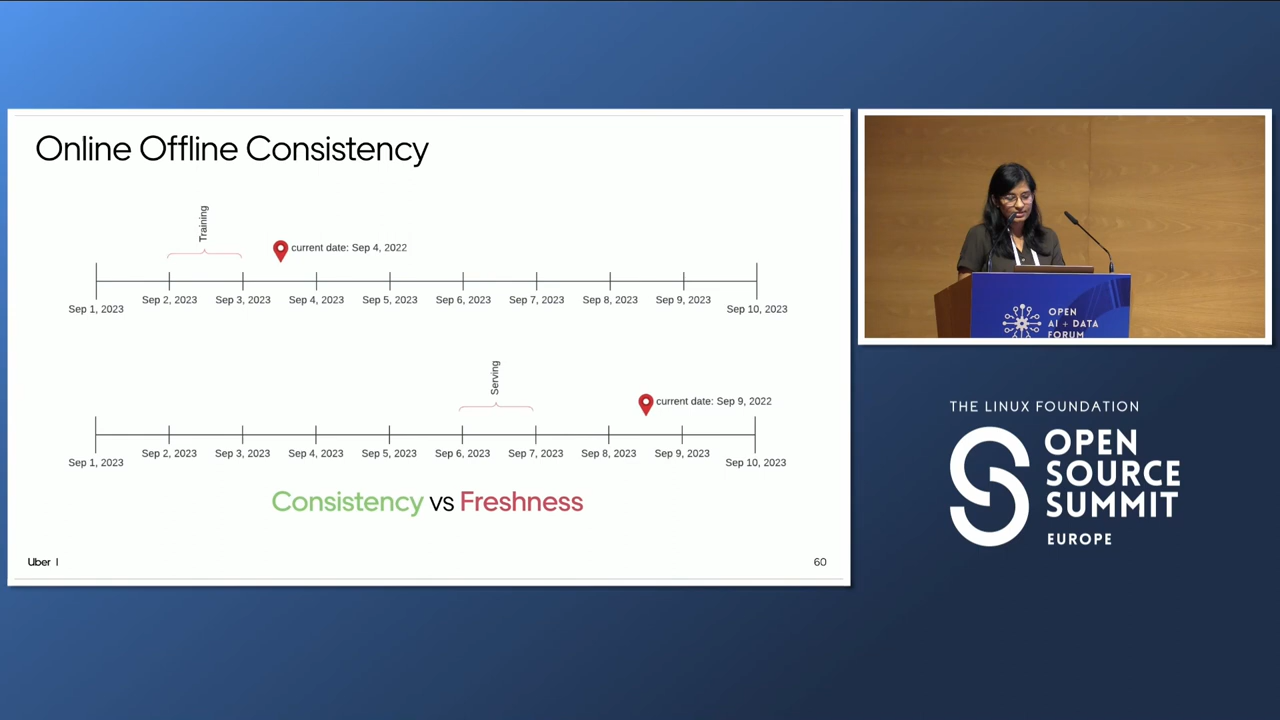 Online Offline Consistency
Training
current date: Sep 4, 2022
Sep 1, 2023
Sep 2, 2023
Sep 3, 2023
Sep 4, 2023
Sep 5, 2023
Sep 6, 2023
Sep 7, 2023
Sep 8, 2023
Sep 9, 2023
Sep 10, 2023
Serving
current date: Sep 9, 2022
Sep 1, 2023
Sep 2, 2023
Sep 3, 2023
Sep 4, 2023
Sep 5, 2023
Sep 6, 2023
Sep 7, 2023
Sep 8, 2023
Sep 9, 2023
Sep 10, 2023
Consistency vs Freshness
Uber |
60
OPEN
AI + DATA
FORUM
THE LINUX FOUNDATION
OPEN
SOURCE
SUMMIT
EUROPE